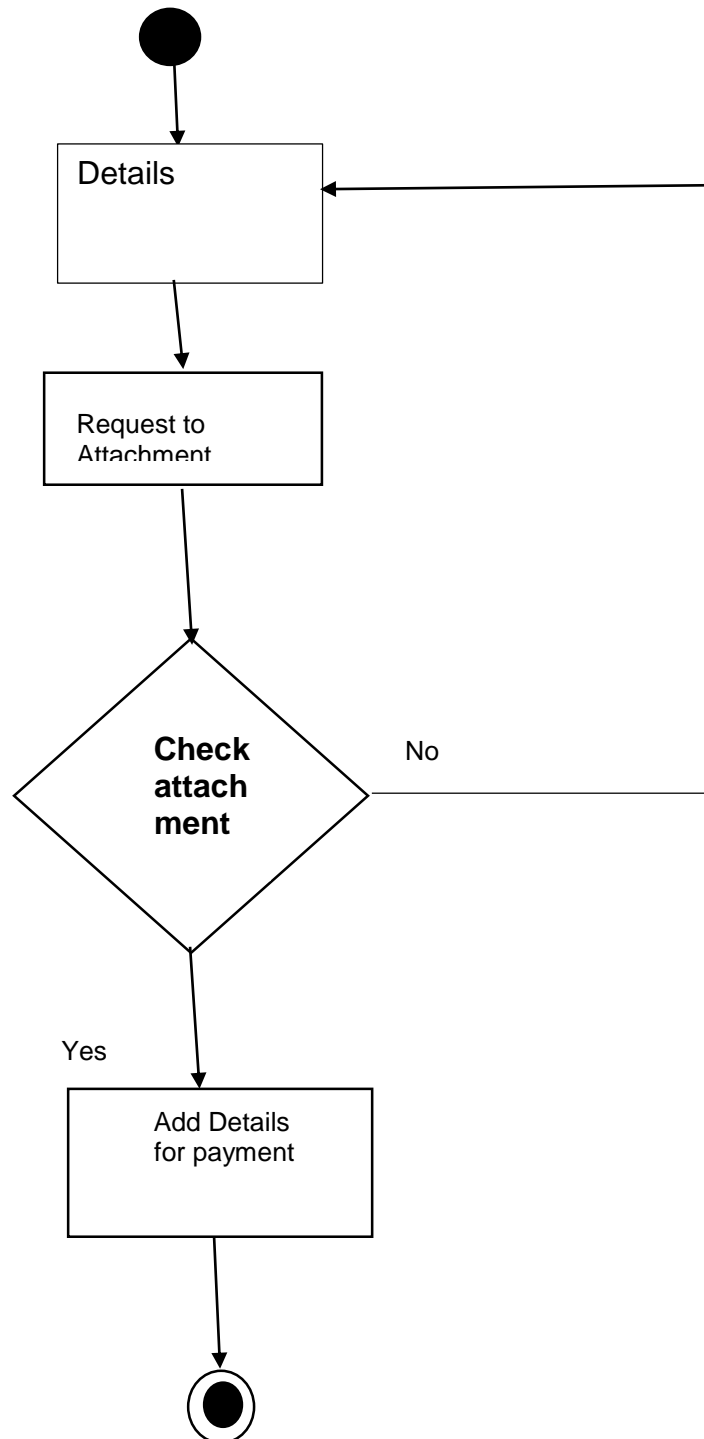 Details
Request to
Attachment
Check
attach
ment
No
Yes
Add Details
for payment